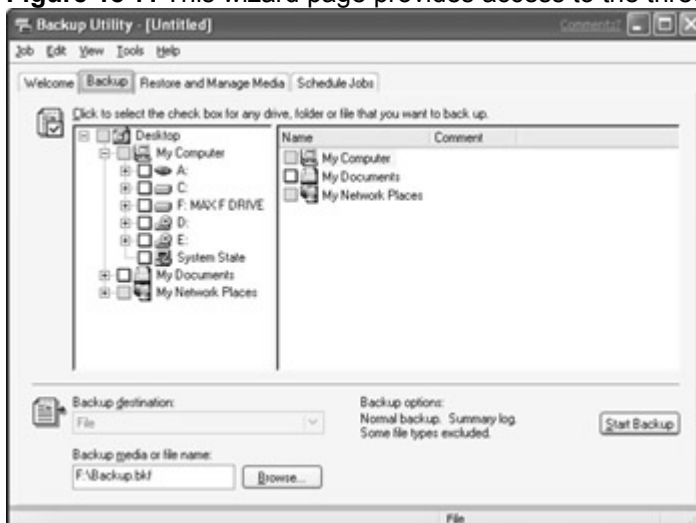 Figure 16-11 This wizard page provides access to the three
Backup Utility - [Untitled]
Comments?
Job Edit View Tools Help
Welcome Backup Restore and Manage Media Schedule Jobs
Click to select the check box for any drive, folder or file that you want to back up.
Desktop
My Computer
A:
C:
F: MAX F DRIVE
D:
E:
System State
My Documents
My Network Places
Name Comment
My Computer
My Documents
My Network Places
Backup destination:
File
Backup media or file name:
F:\Backup.bkf
Browse...
Backup options:
Normal backup. Summary log.
Some file types excluded.
Start Backup
File